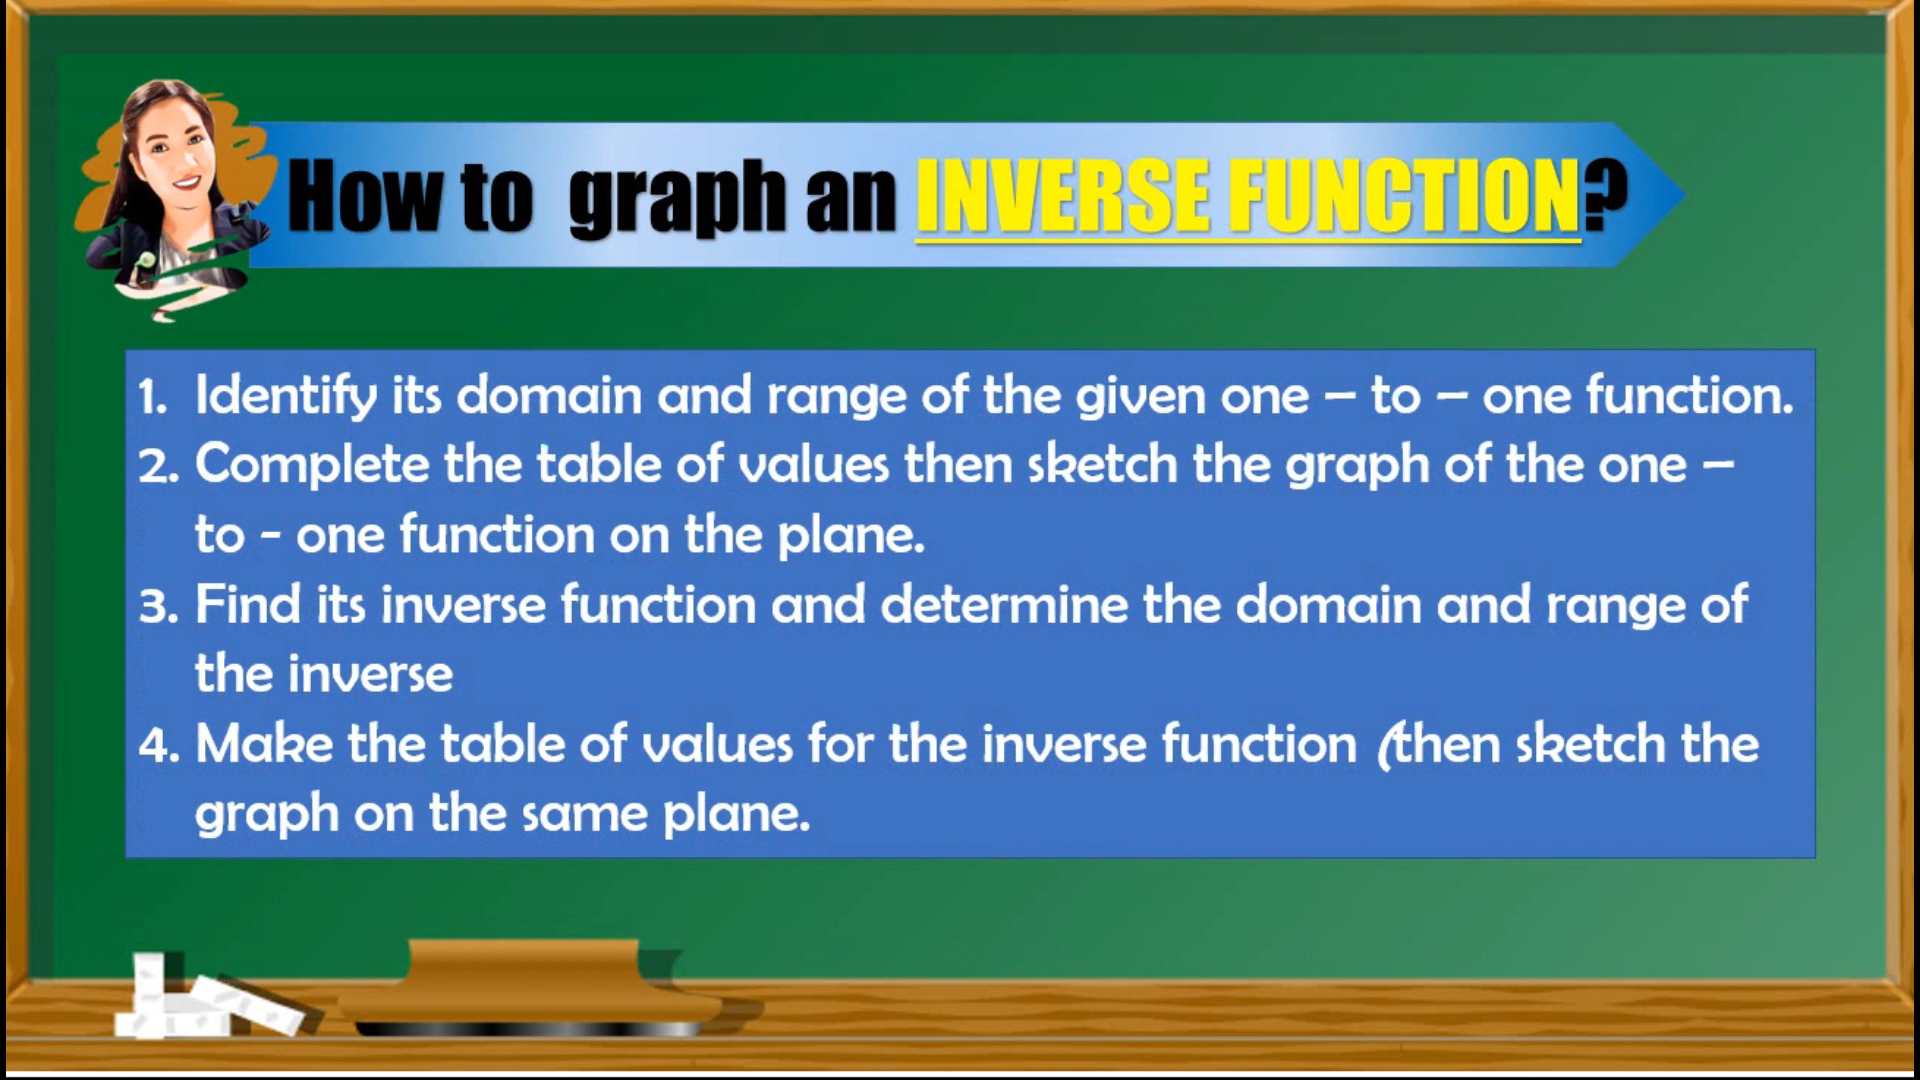 How to graph an INVERSE FUNCTION?
1. Identify its domain and range of the given one – to – one function.
2. Complete the table of values then sketch the graph of the one –
to - one function on the plane.
3. Find its inverse function and determine the domain and range of
the inverse
4. Make the table of values for the inverse function (then sketch the
graph on the same plane.